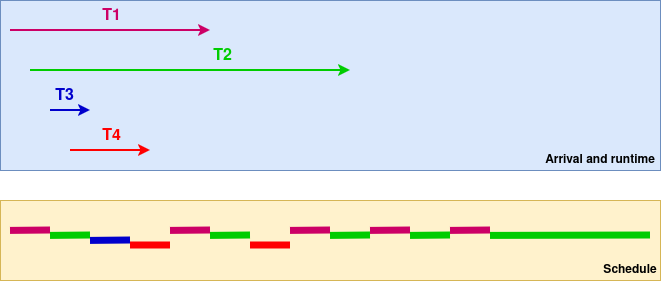 T1
T2
T3
T4
Arrival and runtime
Schedule